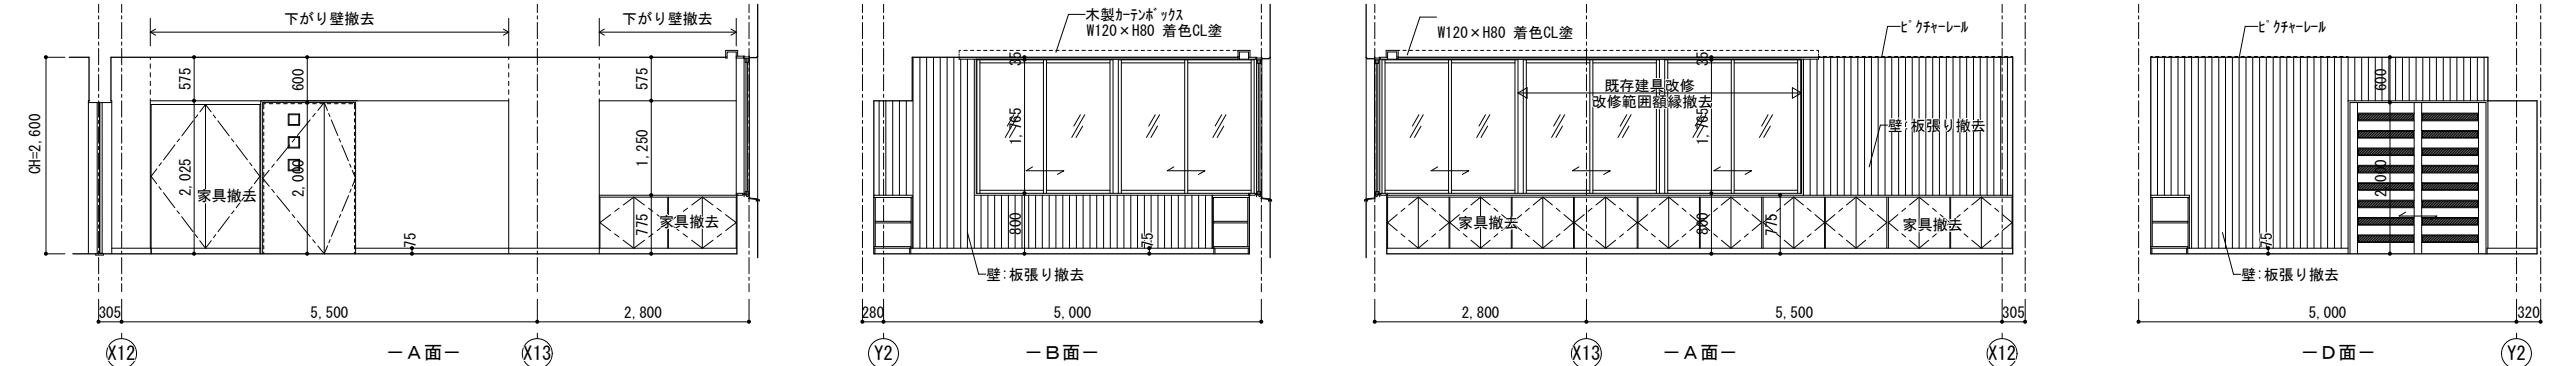 下がり壁撤去
下がり壁撤去
575
600
575
CH=2,600
2,025
2,000
1,250
家具撤去
775
家具撤去
75
305
5,500
2,800
X12
－A面－
X13
木製ｶｰﾃﾝﾎﾞｯｸｽ
W120×H80 着色CL塗
35
1,765
800
75
壁:板張り撤去
280
5,000
Y2
－B面－
W120×H80 着色CL塗
ﾋﾟｸﾁｬｰﾚｰﾙ
35
既存建具改修
改修範囲額縁撤去
1,765
壁:板張り撤去
家具撤去
800
775
家具撤去
2,800
5,500
305
X13
－A面－
X12
ﾋﾟｸﾁｬｰﾚｰﾙ
600
2,000
75
壁:板張り撤去
5,000
320
－D面－
Y2